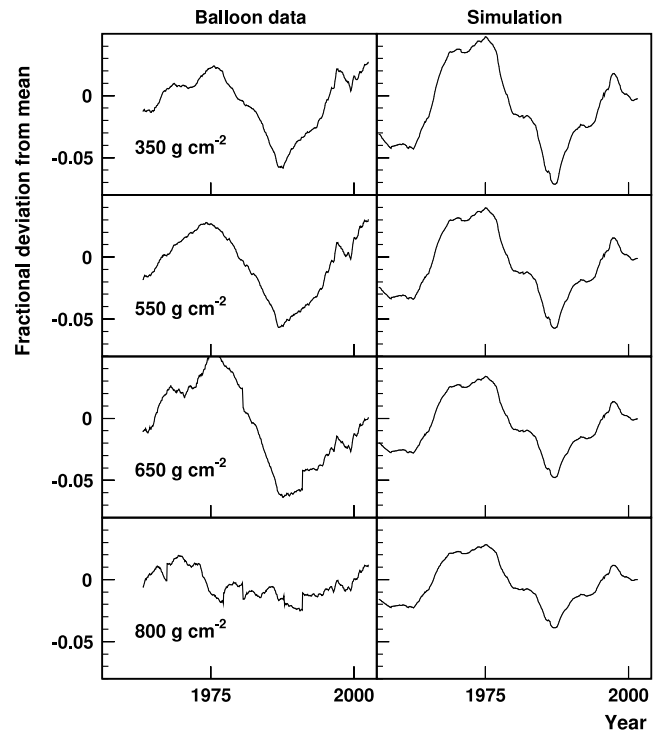 Balloon data Simulation
Fractional deviation from mean
0
-0.05
350 g cm-2
0
-0.05
550 g cm-2
0
-0.05
650 g cm-2
0
-0.05
800 g cm-2
1975 2000 1975 2000
Year